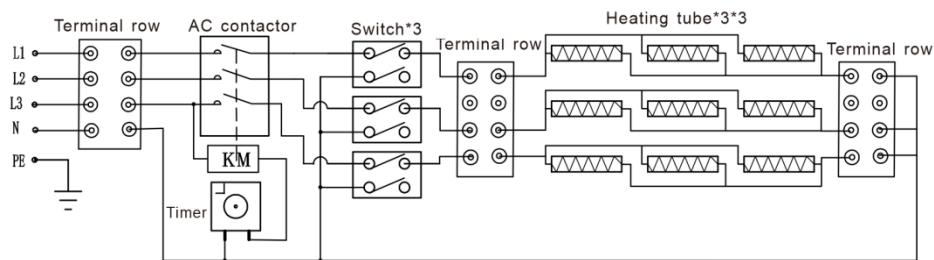 Terminal row
AC contactor
Switch*3
Terminal row
Heating tube*3*3
Terminal row
L1
L2
L3
N
PE
KM
Timer